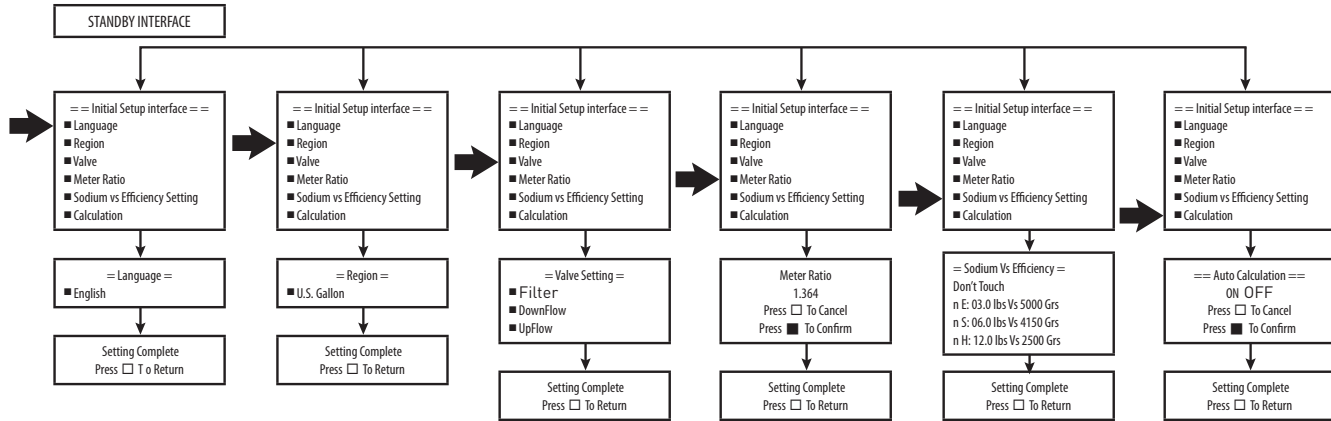 STANDBY INTERFACE
= = Initial Setup interface = =
■ Language
■ Region
■ Valve
■ Meter Ratio
■ Sodium vs Efficiency Setting
■ Calculation
= Language =
■ English
Setting Complete
Press □ T o Return
= = Initial Setup interface = =
■ Language
■ Region
■ Valve
■ Meter Ratio
■ Sodium vs Efficiency Setting
■ Calculation
= Region =
■ U.S. Gallon
Setting Complete
Press □ To Return
= = Initial Setup interface = =
■ Language
■ Region
■ Valve
■ Meter Ratio
■ Sodium vs Efficiency Setting
■ Calculation
= Valve Setting =
■ Filter
■ DownFlow
■ UpFlow
Setting Complete
Press □ To Return
= = Initial Setup interface = =
■ Language
■ Region
■ Valve
■ Meter Ratio
■ Sodium vs Efficiency Setting
■ Calculation
Meter Ratio
1.364
Press □ To Cancel
Press ■ To Confirm
Setting Complete
Press □ To Return
= = Initial Setup interface = =
■ Language
■ Region
■ Valve
■ Meter Ratio
■ Sodium vs Efficiency Setting
■ Calculation
= Sodium Vs Efficiency =
Don't Touch
n E: 03.0 lbs Vs 5000 Grs
n S: 06.0 lbs Vs 4150 Grs
n H: 12.0 lbs Vs 2500 Grs
Setting Complete
Press □ To Return
= = Initial Setup interface = =
■ Language
■ Region
■ Valve
■ Meter Ratio
■ Sodium vs Efficiency Setting
■ Calculation
== Auto Calculation ==
ON OFF
Press □ To Cancel
Press ■ To Confirm
Setting Complete
Press □ To Return